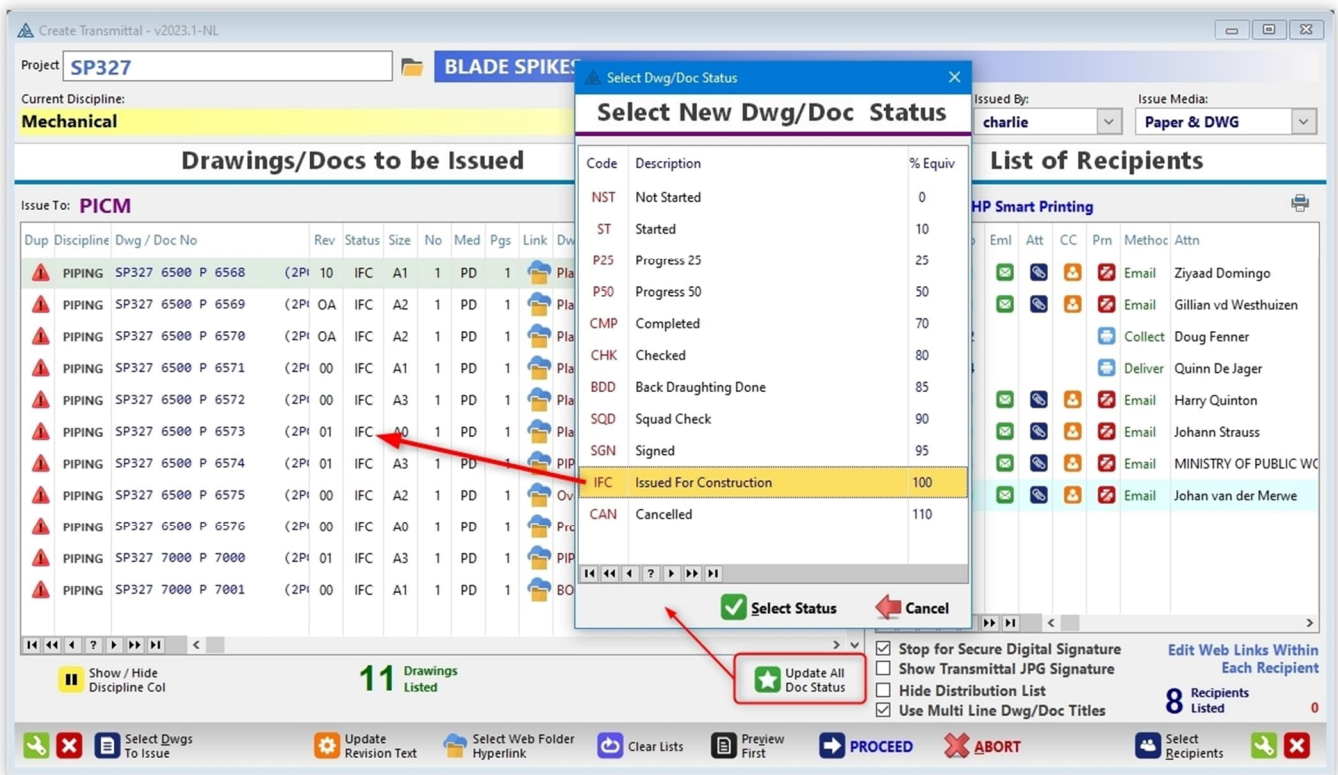 Create Transmittal - v2023.1-NL
Project SP327 BLADE SPIKES
Current Discipline:
Mechanical
Issued By: Issue Media:
charlie Paper & DWG
Drawings/Docs to be Issued
List of Recipients
Issue To: PICM
HP Smart Printing
Dup Discipline Dwg / Doc No Rev Status Size No Med Pgs Link
PIPING SP327 6500 P 6568 10 IFC A1 1 PD 1 Pla
PIPING SP327 6500 P 6569 OA IFC A2 1 PD 1 Pla
PIPING SP327 6500 P 6570 OA IFC A2 1 PD 1 Pla
PIPING SP327 6500 P 6571 00 IFC A1 1 PD 1 Pla
PIPING SP327 6500 P 6572 00 IFC A3 1 PD 1 Pla
PIPING SP327 6500 P 6573 01 IFC A0 1 PD 1 Pla
PIPING SP327 6500 P 6574 01 IFC A3 1 PD 1 PIP
PIPING SP327 6500 P 6575 00 IFC A2 1 PD 1 Ov
PIPING SP327 6500 P 6576 00 IFC A0 1 PD 1 Pro
PIPING SP327 7000 P 7000 01 IFC A3 1 PD 1 PIP
PIPING SP327 7000 P 7001 00 IFC A1 1 PD 1 BO
Select Dwg/Doc Status
Select New Dwg/Doc Status
Code Description % Equiv
NST Not Started 0
ST Started 10
P25 Progress 25 25
P50 Progress 50 50
CMP Completed 70
CHK Checked 80
BDD Back Draughting Done 85
SQD Squad Check 90
SGN Signed 95
IFC Issued For Construction 100
CAN Cancelled 110
Select Status
Cancel
Eml Att CC Prn Method Attn
Email Ziyaad Domingo
Email Gillian vd Westhuizen
Collect Doug Fenner
Deliver Quinn De Jager
Email Harry Quinton
Email Johann Strauss
Email MINISTRY OF PUBLIC WO
Email Johan van der Merwe
Show / Hide
Discipline Col
11 Drawings
Listed
Update All
Doc Status
Stop for Secure Digital Signature
Show Transmittal JPG Signature
Hide Distribution List
Use Multi Line Dwg/Doc Titles
Edit Web Links Within
Each Recipient
8 Recipients
Listed
0
Select Dwgs
To Issue
Update
Revision Text
Select Web Folder
Hyperlink
Clear Lists
Preview
First
PROCEED
ABORT
Select
Recipients